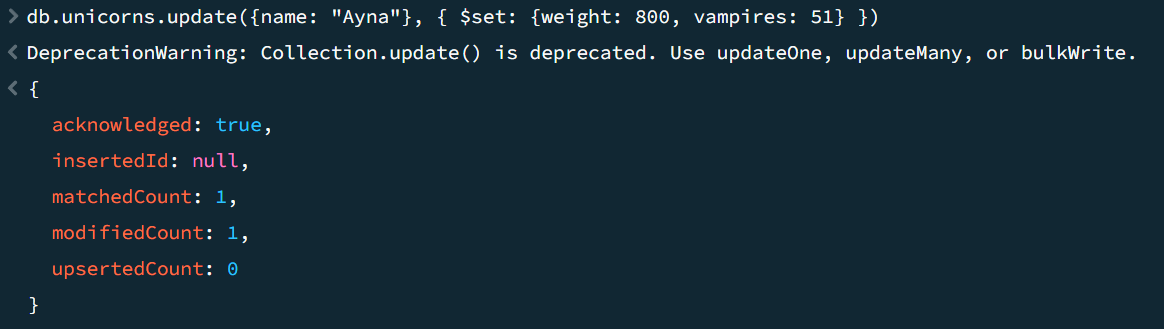 > db.unicorns.update({name: "Ayna"}, { $set: {weight: 800, vampires: 51} })
< DeprecationWarning: Collection.update() is deprecated. Use updateOne, updateMany, or bulkWrite.
< {
acknowledged: true,
insertedId: null,
matchedCount: 1,
modifiedCount: 1,
upsertedCount: 0
}